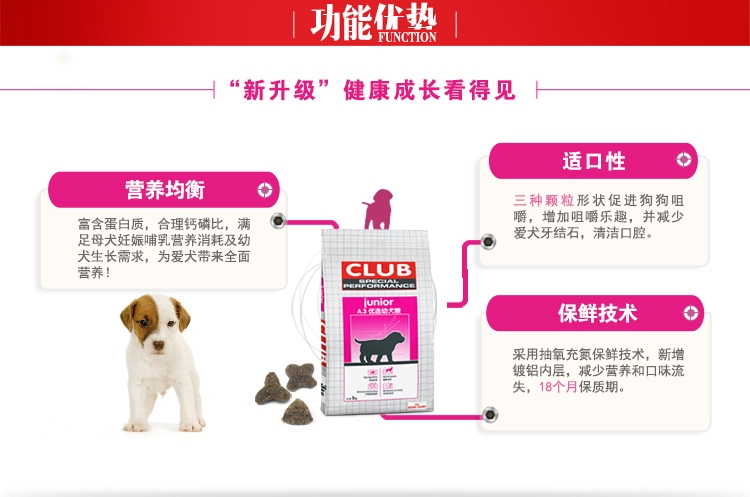 功能优势
FUNCTION
“新升级”健康成长看得见
营养均衡
富含蛋白质，合理钙磷比，满
足母犬妊娠哺乳营养消耗及幼
犬生长需求，为爱犬带来全面
营养！
适口性
三种颗粒形状促进狗狗咀
嚼，增加咀嚼乐趣，并减少
爱犬牙结石，清洁口腔。
CLUB
SPECIAL
PERFORMANCE
junior
A.3 优选幼犬粮
保鲜技术
采用抽氧充氮保鲜技术，新增
镀铝内层，减少营养和口味流
失，18个月保质期。